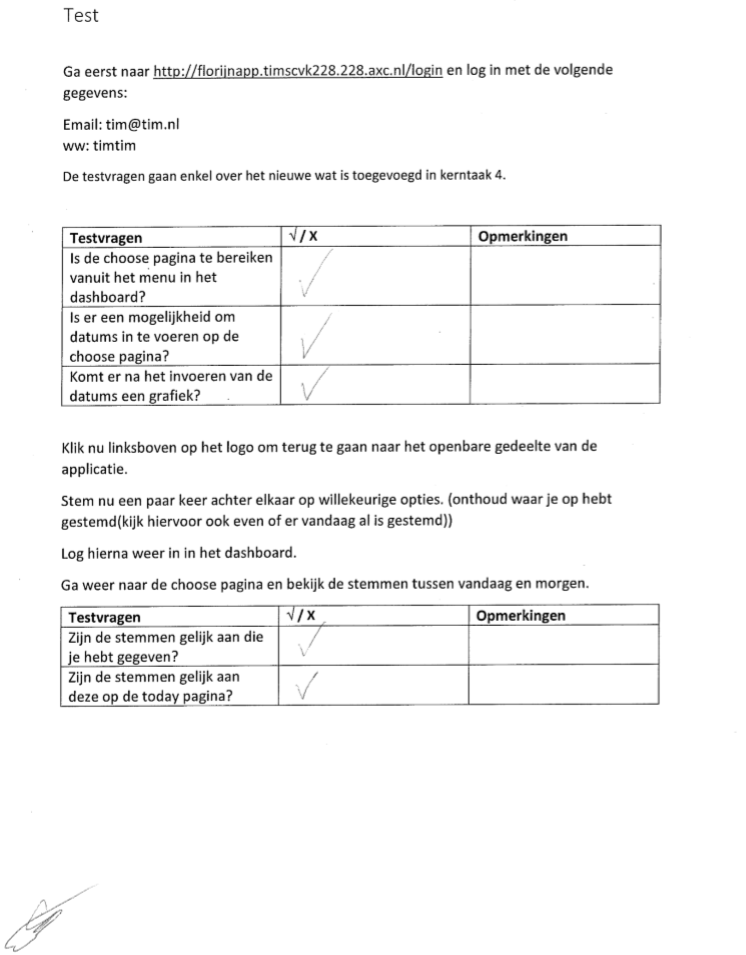 Test
Ga eerst naar http://florijnapp.timscvk228.228.axc.nl/login en log in met de volgende
gegevens:
Email: tim@tim.nl
ww: timtim
De testvragen gaan enkel over het nieuwe wat is toegevoegd in kerntaak 4.
Testvragen √/X Opmerkingen
Is de choose pagina te bereiken
vanuit het menu in het
dashboard? √
Is er een mogelijkheid om
datums in te voeren op de
choose pagina? √
Komt er na het invoeren van de
datums een grafiek? √
Klik nu linksboven op het logo om terug te gaan naar het openbare gedeelte van de
applicatie.
Stem nu een paar keer achter elkaar op willekeurige opties. (onthoud waar je op hebt
gestemd(kijk hiervoor ook even of er vandaag al is gestemd))
Log hierna weer in in het dashboard.
Ga weer naar de choose pagina en bekijk de stemmen tussen vandaag en morgen.
Testvragen √/X Opmerkingen
Zijn de stemmen gelijk aan die
je hebt gegeven? √
Zijn de stemmen gelijk aan
deze op de today pagina? √